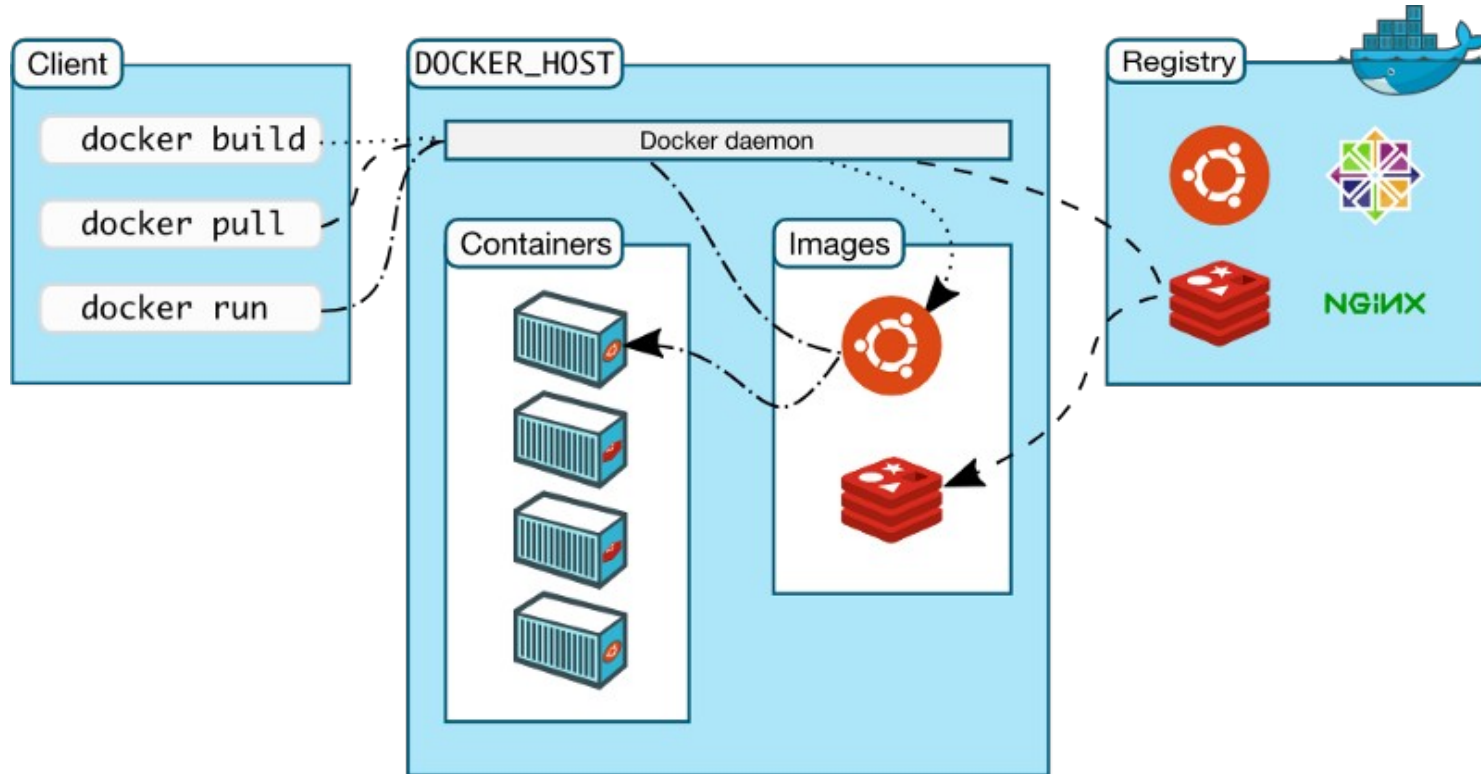 Client
docker build
docker pull
docker run
DOCKER_HOST
Docker daemon
Containers
Images
Registry
NGiNX